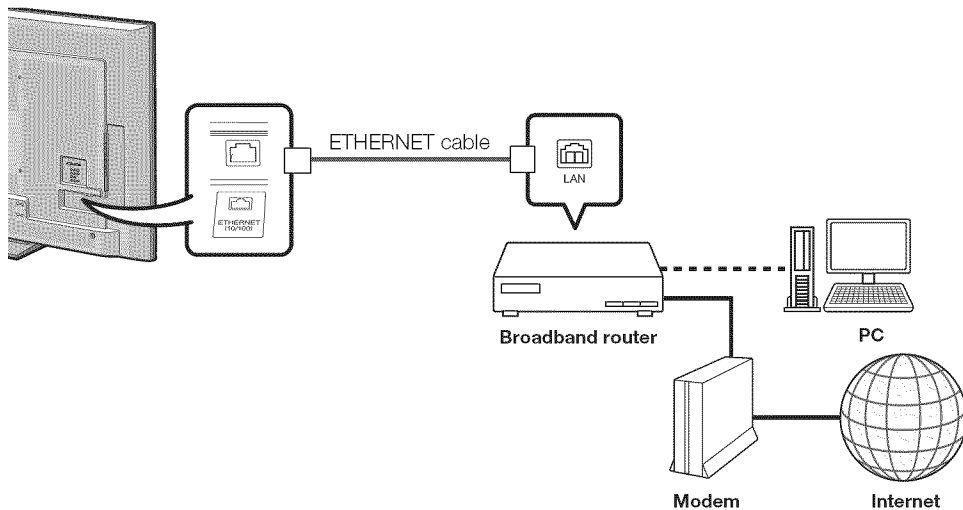 ETHERNET cable
LAN
ETHERNET
(10/100)
Broadband router
PC
Modem
Internet